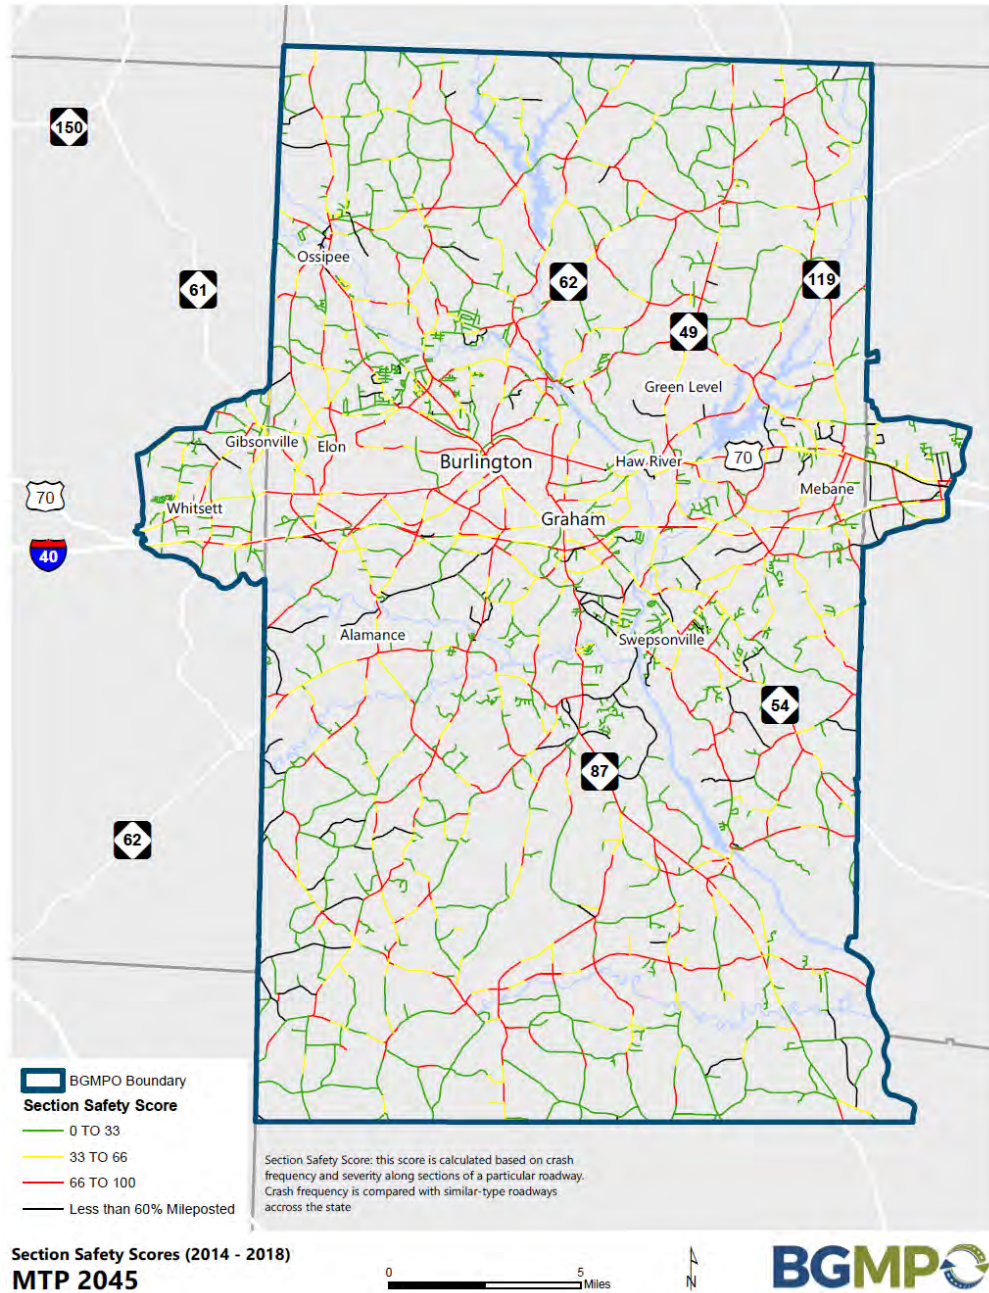 150
61
62
119
49
Ossipee
Green Level
Gibsonville
Elon
Burlington
Haw River
70
70
Whitsett
Mebane
Graham
40
Alamance
Swepsonville
54
87
62
BGMPO Boundary
Section Safety Score
0 TO 33
33 TO 66
66 TO 100
Less than 60% Mileposted
Section Safety Score: this score is calculated based on crash
frequency and severity along sections of a particular roadway.
Crash frequency is compared with similar-type roadways
accross the state
Section Safety Scores (2014 - 2018)
MTP 2045
0
5
Miles
N
BGMPO